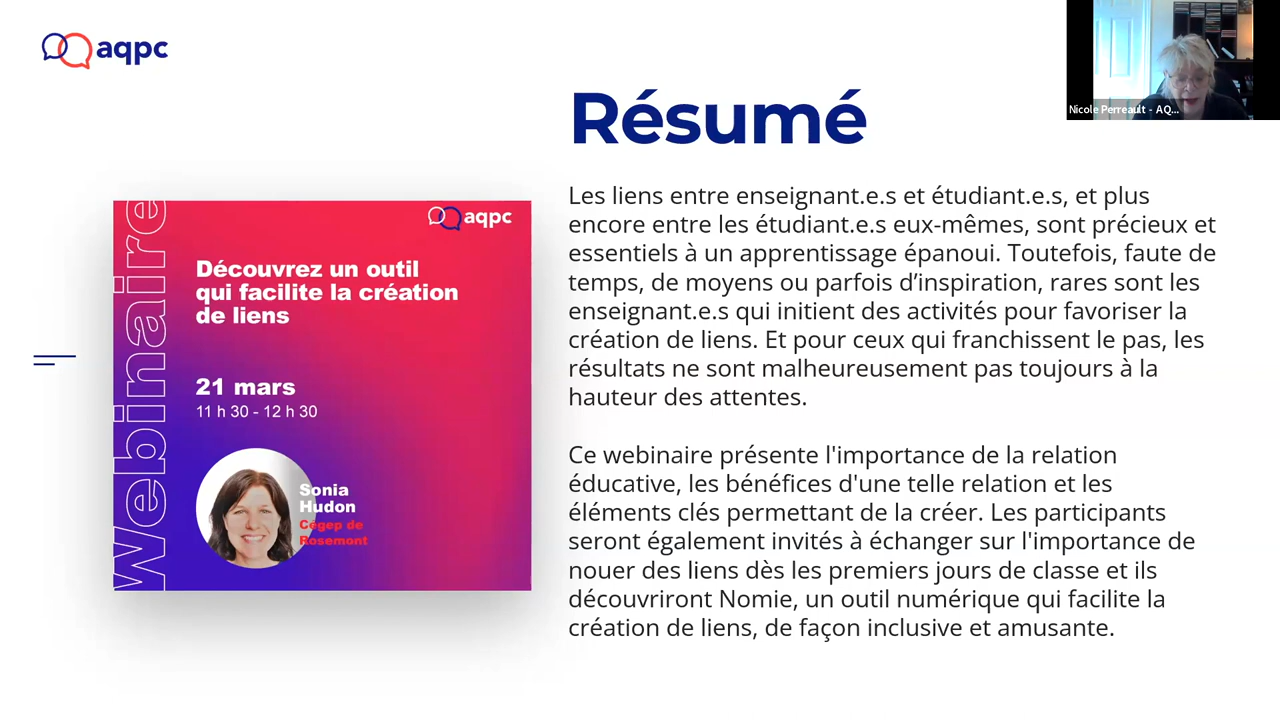 aqpc
Nicole Perreault - AQ...
Résumé
Webinaire
aqpc
Découvrez un outil
qui facilite la création
de liens
21 mars
11 h 30 - 12 h 30
Sonia
Hudon
Cégep de
Rosemont
Les liens entre enseignant.e.s et étudiant.e.s, et plus
encore entre les étudiant.e.s eux-mêmes, sont précieux et
essentiels à un apprentissage épanoui. Toutefois, faute de
temps, de moyens ou parfois d’inspiration, rares sont les
enseignant.e.s qui initient des activités pour favoriser la
création de liens. Et pour ceux qui franchissent le pas, les
résultats ne sont malheureusement pas toujours à la
hauteur des attentes.
Ce webinaire présente l'importance de la relation
éducative, les bénéfices d'une telle relation et les
éléments clés permettant de la créer. Les participants
seront également invités à échanger sur l'importance de
nouer des liens dès les premiers jours de classe et ils
découvriront Nomie, un outil numérique qui facilite la
création de liens, de façon inclusive et amusante.